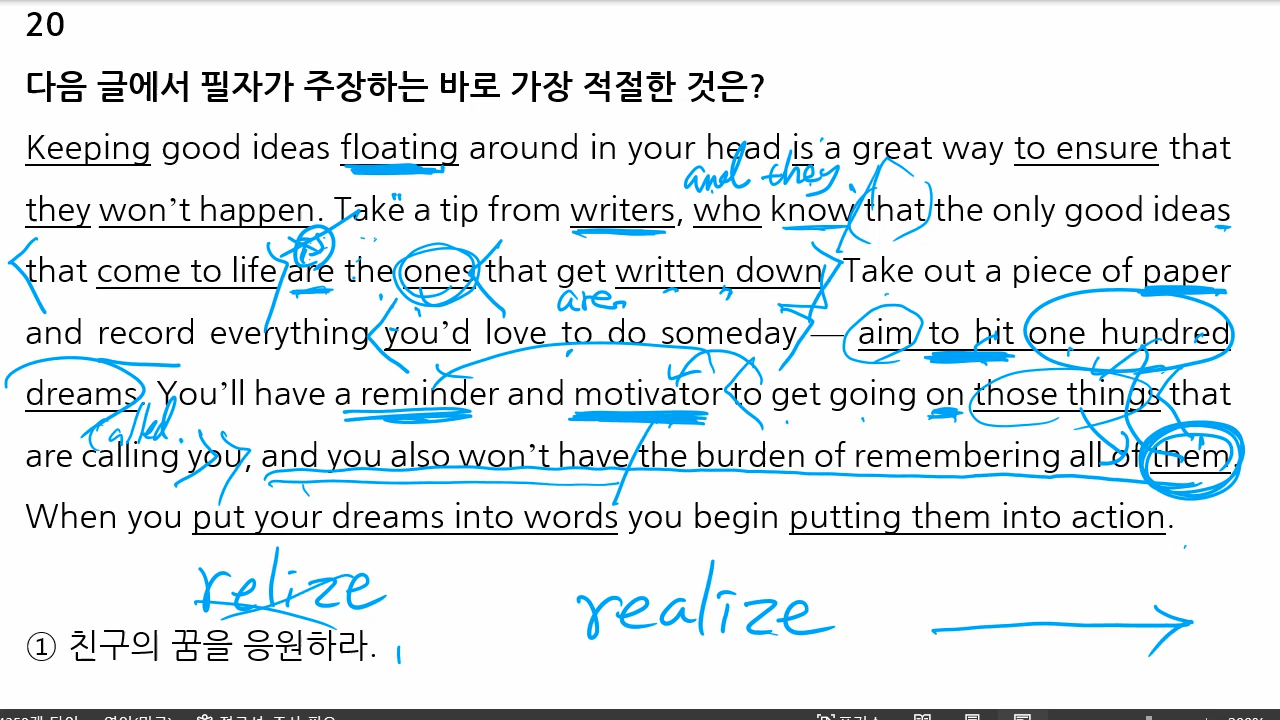 20
다음 글에서 필자가 주장하는 바로 가장 적절한 것은?
Keeping good ideas floating around in your head is a great way to ensure that
and they
they won't happen. Take a tip from writers, who know that the only good ideas
that come to life are the ones that get written down. Take out a piece of paper
are
and record everything you'd love to do someday — aim to hit one hundred
dreams. You'll have a reminder and motivator to get going on those things that
called
are calling you, and you also won't have the burden of remembering all of them.
When you put your dreams into words you begin putting them into action.
relize
realize
① 친구의 꿈을 응원하라.